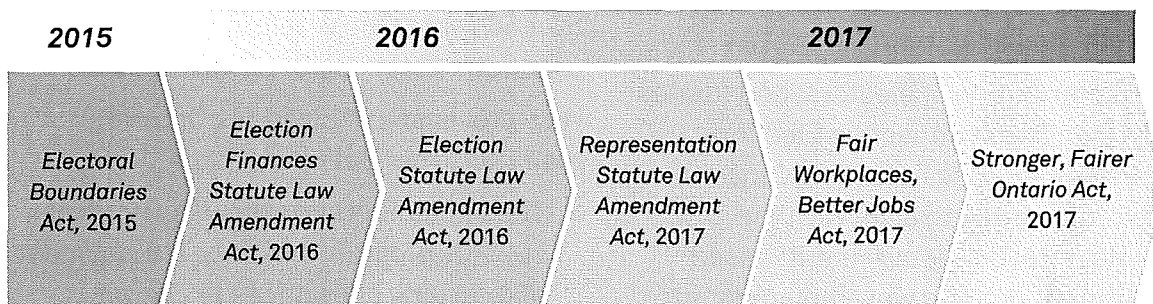 2015
2016
2017
Electoral
Boundaries
Act, 2015
Election
Finances
Statute Law
Amendment
Act, 2016
Election
Statute Law
Amendment
Act, 2016
Representation
Statute Law
Amendment
Act, 2017
Fair
Workplaces,
Better Jobs
Act, 2017
Stronger, Fairer
Ontario Act,
2017